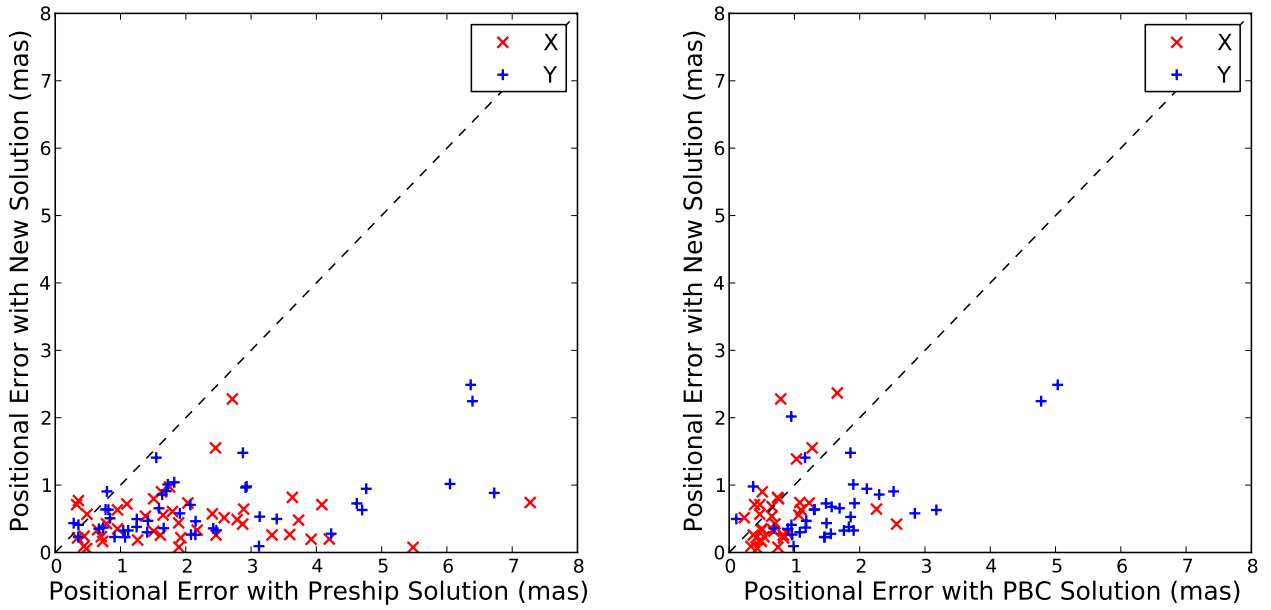 8
7
6
5
4
3
2
1
0
Positional Error with New Solution (mas)
X
Y
0 1 2 3 4 5 6 7 8
Positional Error with Preship Solution (mas)
8
7
6
5
4
3
2
1
0
Positional Error with New Solution (mas)
X
Y
0 1 2 3 4 5 6 7 8
Positional Error with PBC Solution (mas)